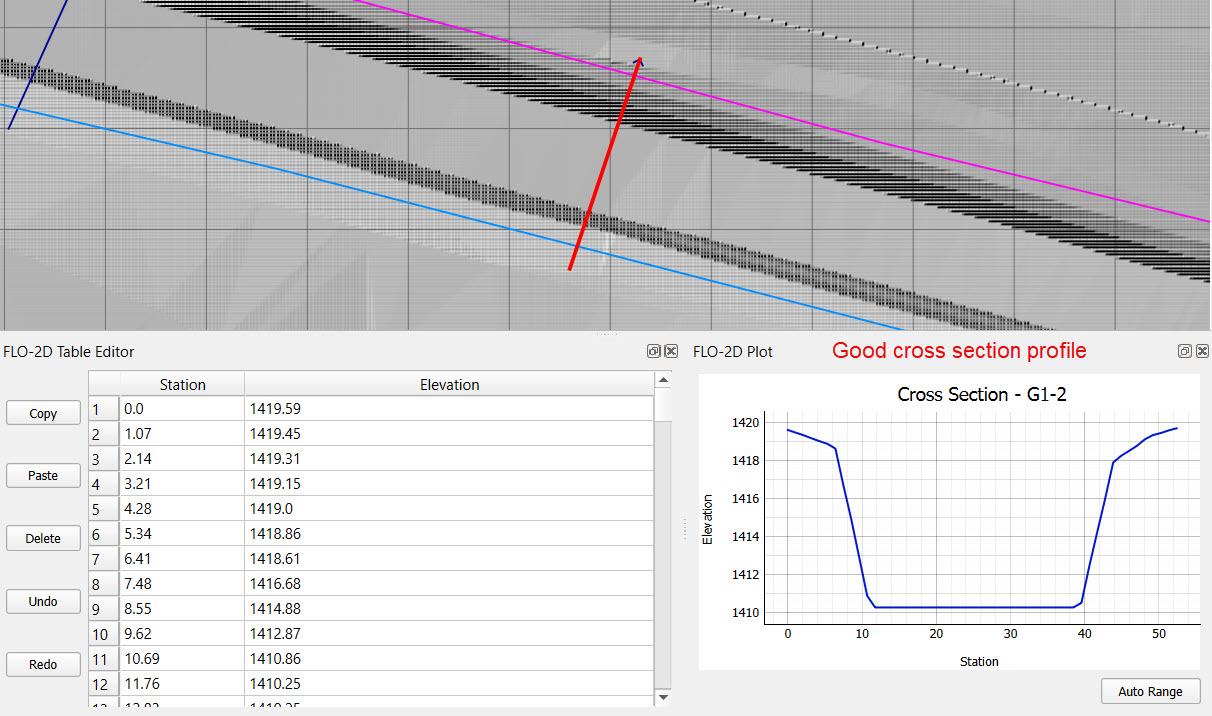 FLO-2D Table Editor
Station Elevation
1 0.0 1419.59
2 1.07 1419.45
3 2.14 1419.31
4 3.21 1419.15
5 4.28 1419.0
6 5.34 1418.86
7 6.41 1418.61
8 7.48 1416.68
9 8.55 1414.88
10 9.62 1412.87
11 10.69 1410.86
12 11.76 1410.25
Copy
Paste
Delete
Undo
Redo
FLO-2D Plot
Good cross section profile
Cross Section - G1-2
Elevation
1420
1418
1416
1414
1412
1410
0 10 20 30 40 50
Station
Auto Range